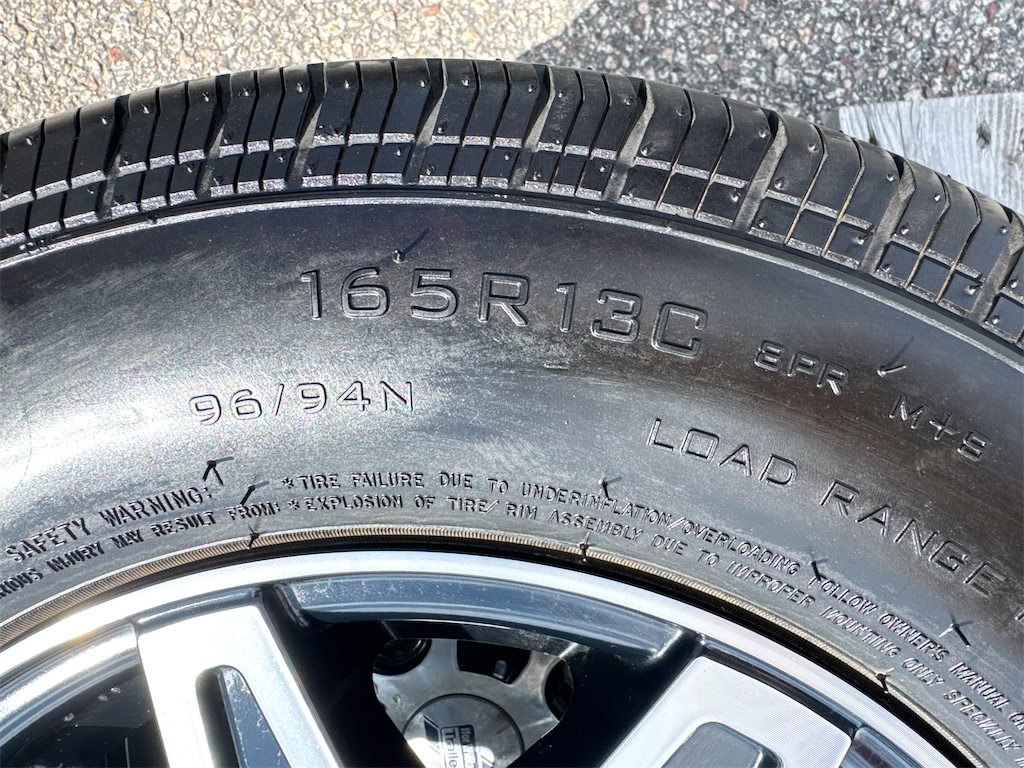 165R13C 8PR M+S
96/94N
LOAD RANGE
SAFETY WARNING:
INJURY MAY RESULT FROM:
*TIRE FAILURE DUE TO UNDERINFLATION/OVERLOADING FOLLOW OWNER'S MANUAL
*EXPLOSION OF TIRE/ RIM ASSEMBLY DUE TO IMPROPER MOUNTING ONLY SPECIALLY